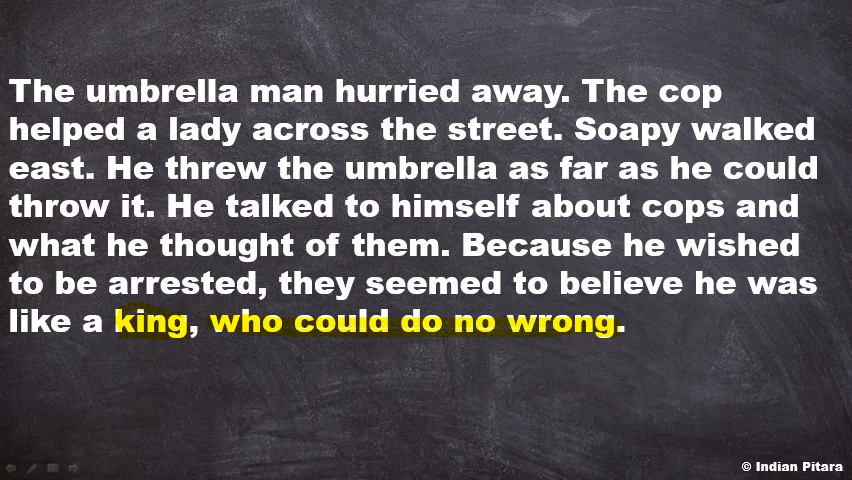 The umbrella man hurried away. The cop
helped a lady across the street. Soapy walked
east. He threw the umbrella as far as he could
throw it. He talked to himself about cops and
what he thought of them. Because he wished
to be arrested, they seemed to believe he was
like a king, who could do no wrong.
© Indian Pitara